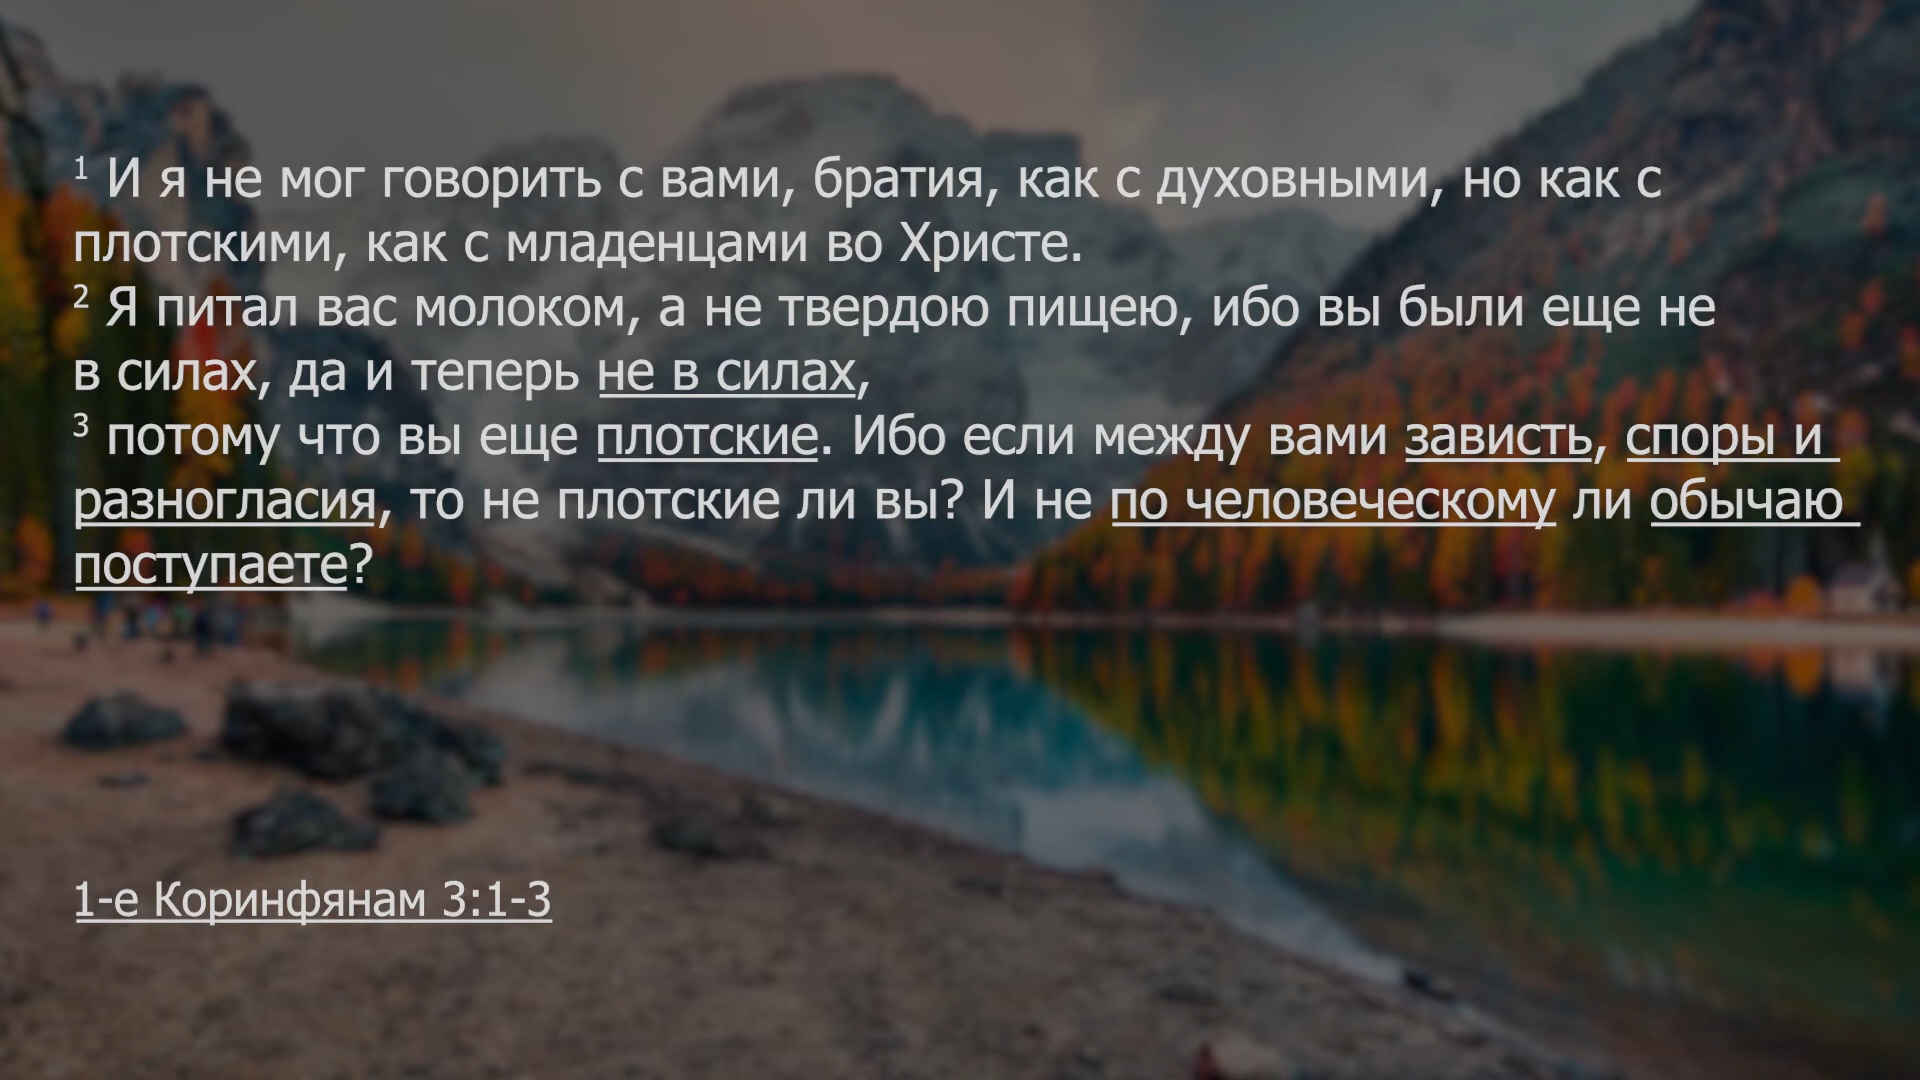 1 И я не мог говорить с вами, братия, как с духовными, но как с
плотскими, как с младенцами во Христе.
2 Я питал вас молоком, а не твердою пищею, ибо вы были еще не
в силах, да и теперь не в силах,
3 потому что вы еще плотские. Ибо если между вами зависть, споры и
разногласия, то не плотские ли вы? И не по человеческому ли обычаю
поступаете?
1-е Коринфянам 3:1-3